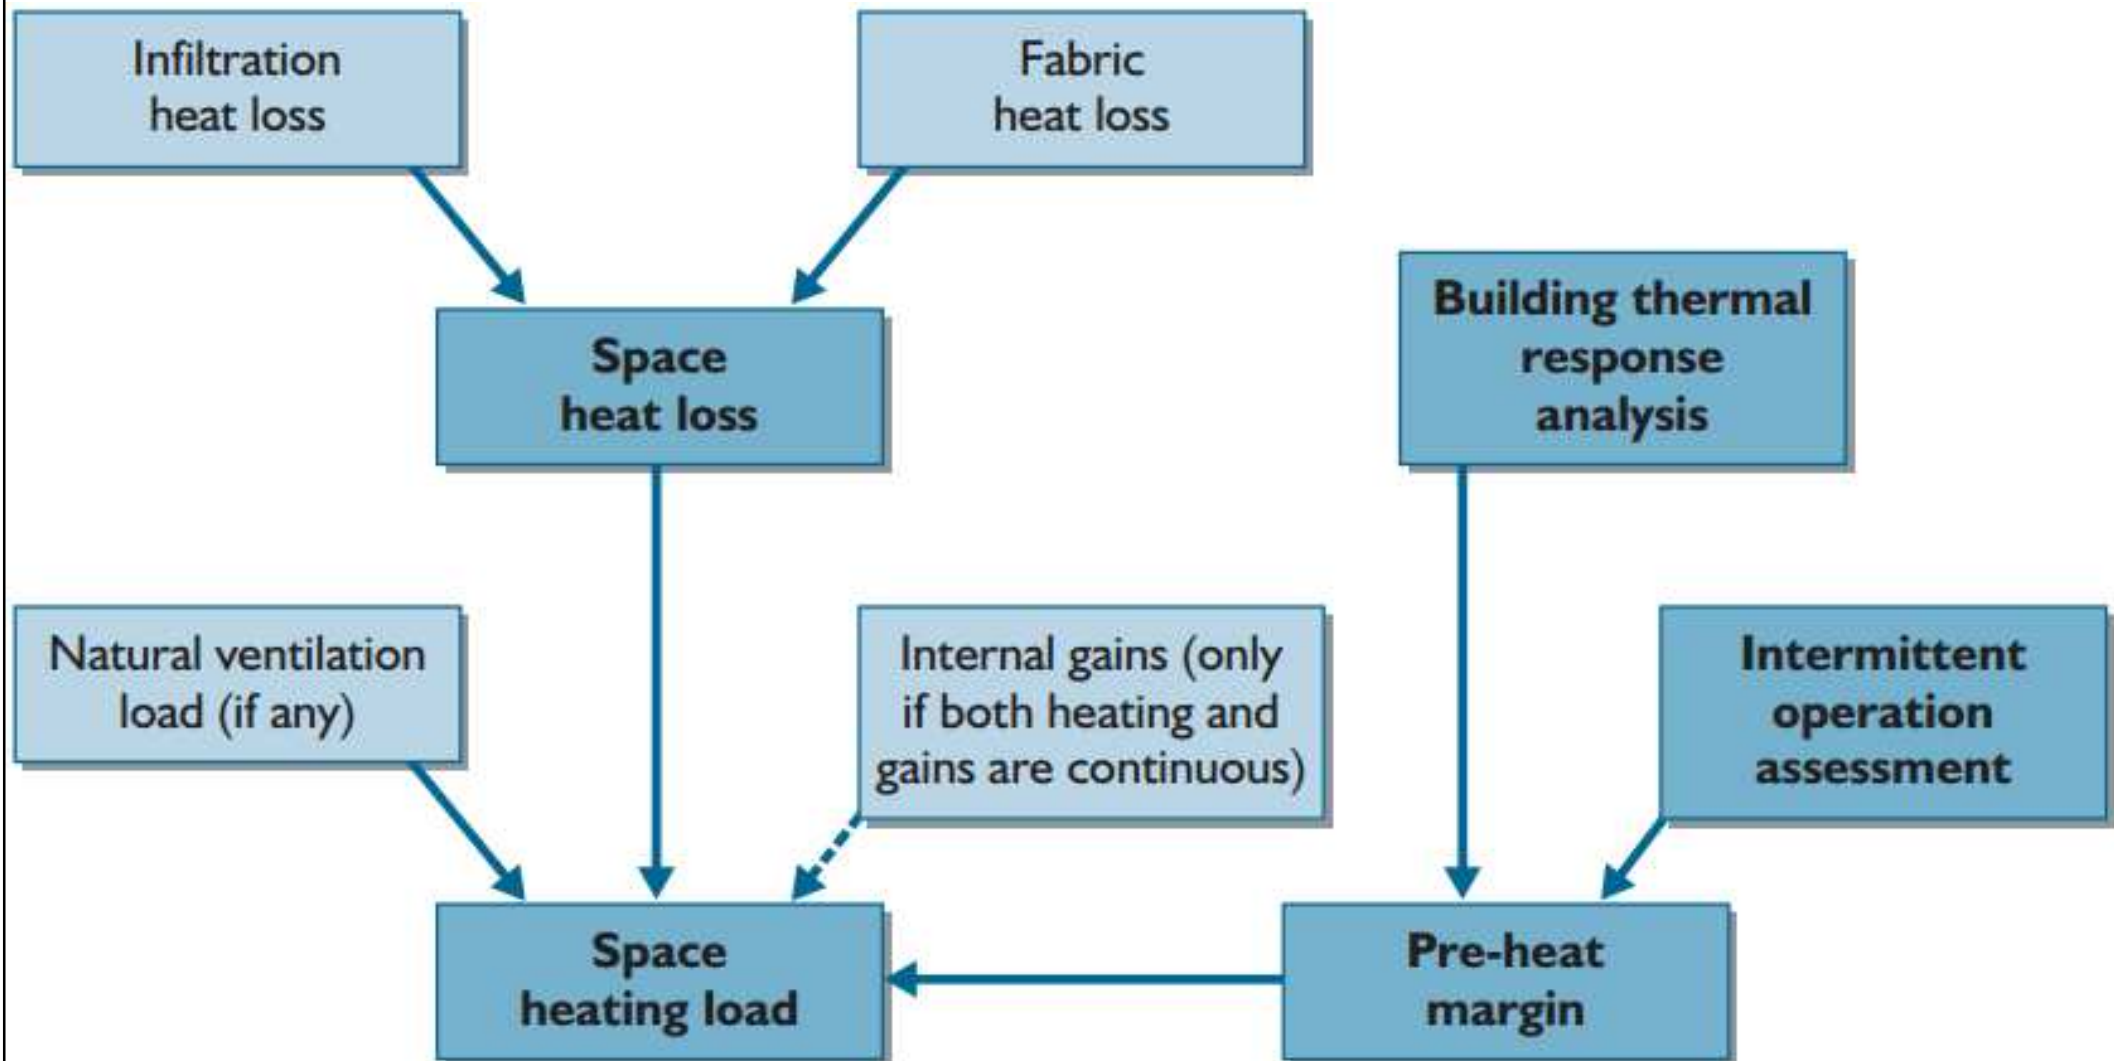 Infiltration
heat loss
Fabric
heat loss
Space
heat loss
Building thermal
response
analysis
Natural ventilation
load (if any)
Internal gains (only
if both heating and
gains are continuous)
Intermittent
operation
assessment
Space
heating load
Pre-heat
margin